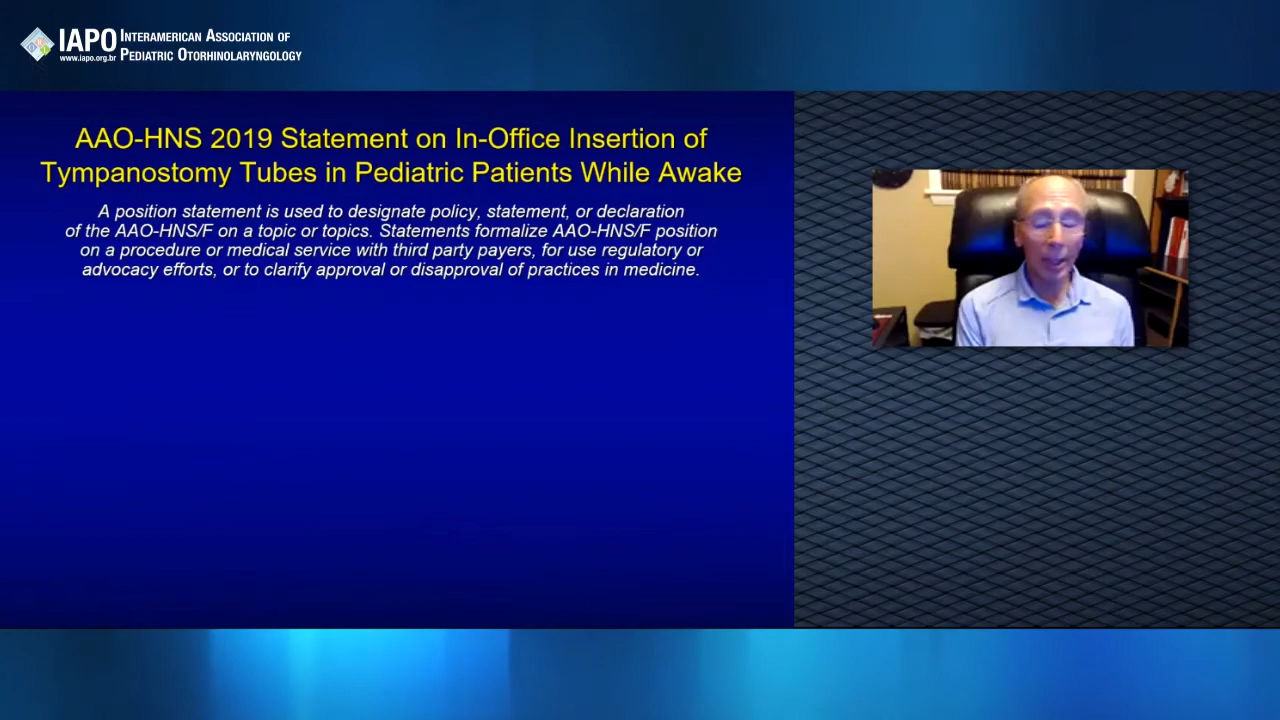 IAPO
www.iapo.org.br
INTERAMERICAN ASSOCIATION OF
PEDIATRIC OTORHINOLARYNGOLOGY
AAO-HNS 2019 Statement on In-Office Insertion of
Tympanostomy Tubes in Pediatric Patients While Awake
A position statement is used to designate policy, statement, or declaration
of the AAO-HNS/F on a topic or topics. Statements formalize AAO-HNS/F position
on a procedure or medical service with third party payers, for use regulatory or
advocacy efforts, or to clarify approval or disapproval of practices in medicine.